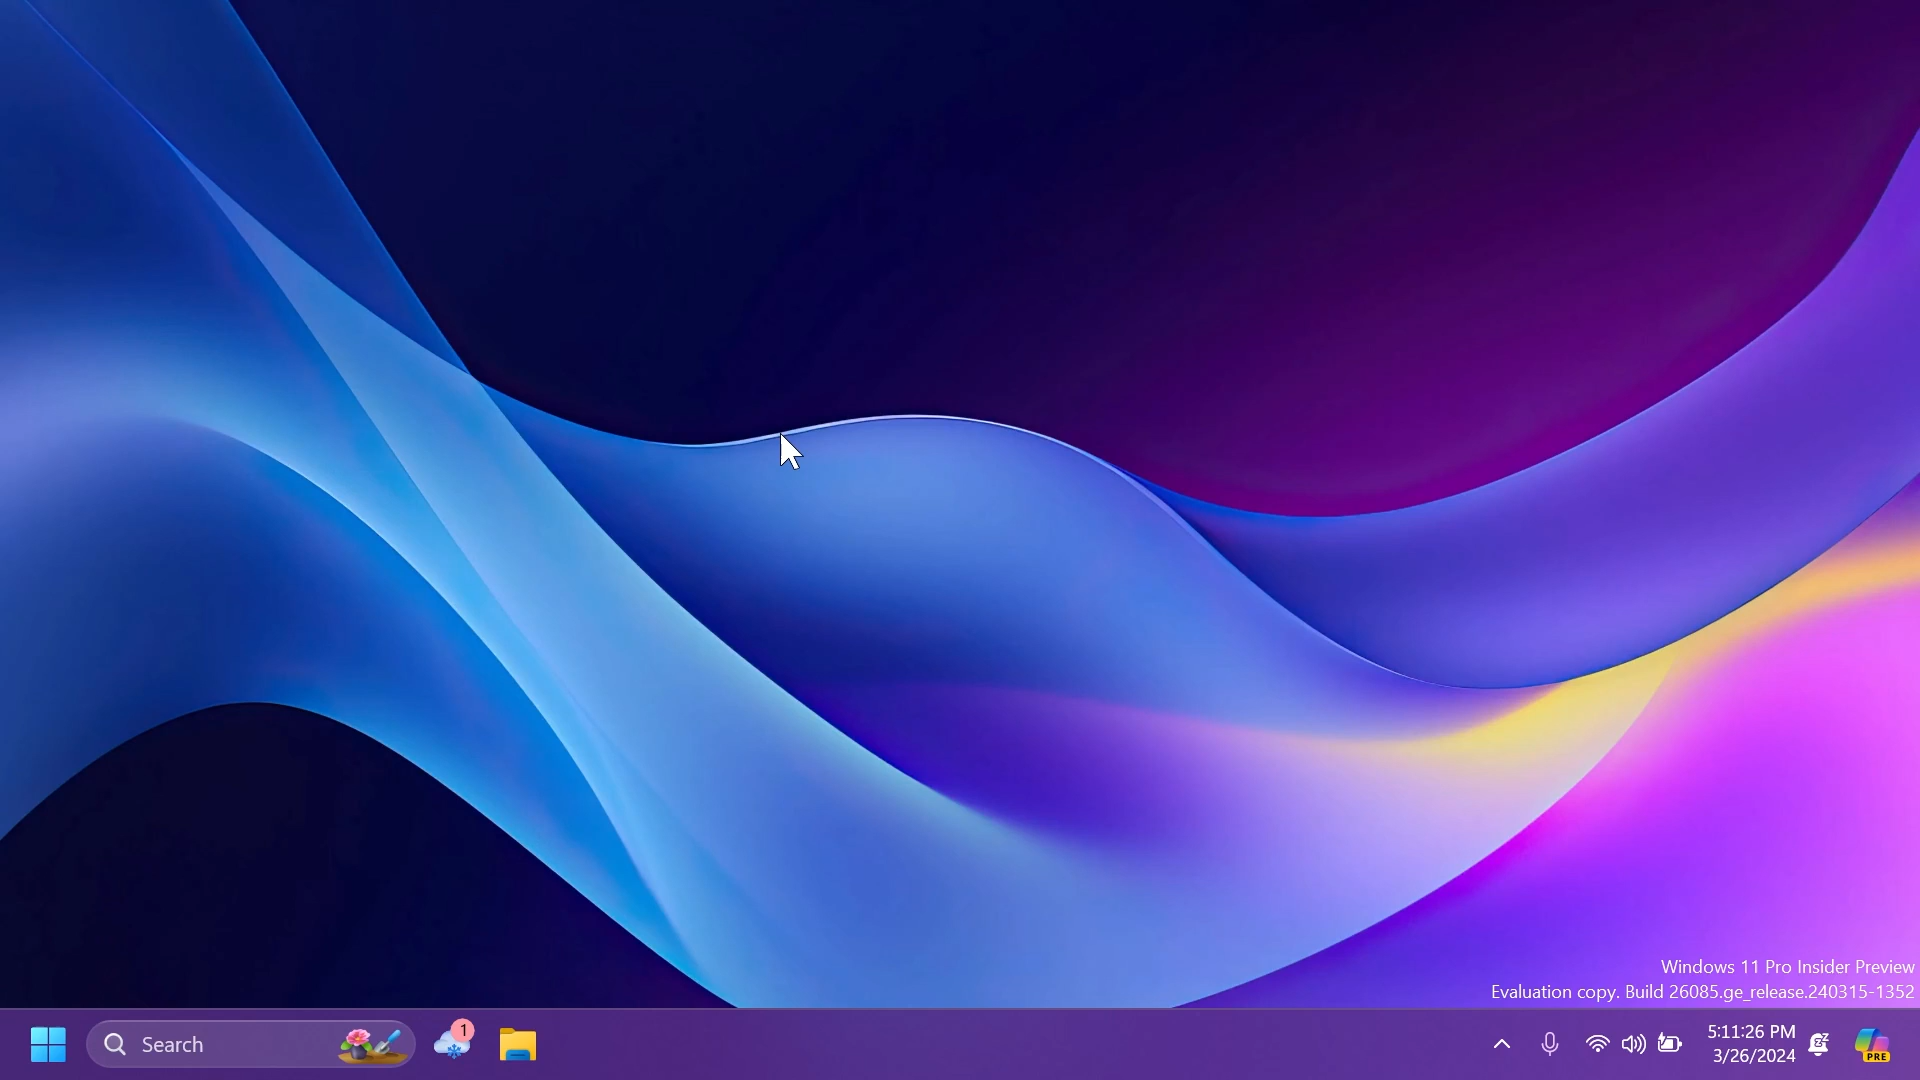 Windows 11 Pro Insider Preview
Evaluation copy. Build 26085.ge_release.240315-1352
Search
1
5:11:26 PM
3/26/2024
PRE